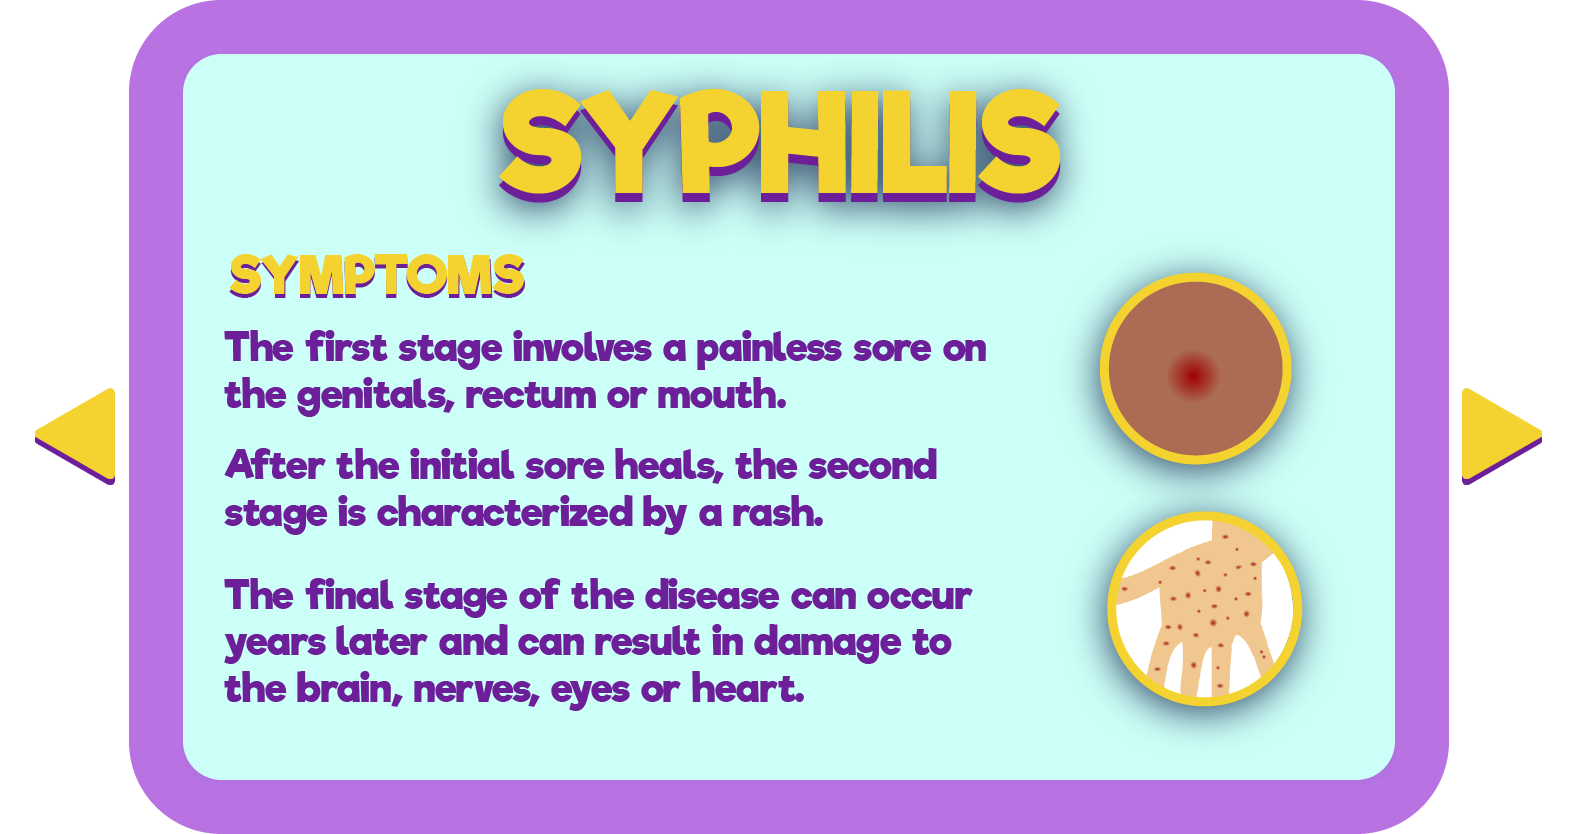 SYPHILIS
SYMPTOMS
The first stage involves a painless sore on
the genitals, rectum or mouth.
After the initial sore heals, the second
stage is characterized by a rash.
The final stage of the disease can occur
years later and can result in damage to
the brain, nerves, eyes or heart.